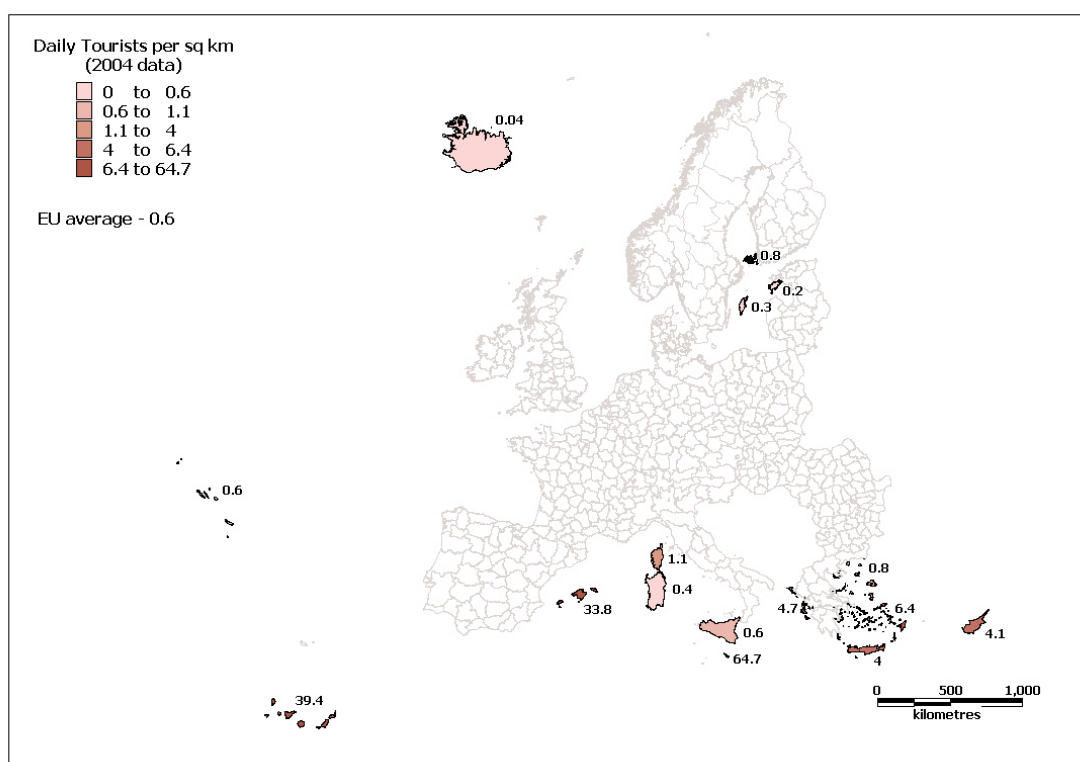 Daily Tourists per sq km
(2004 data)
0 to 0.6
0.6 to 1.1
1.1 to 4
4 to 6.4
6.4 to 64.7
EU average - 0.6
0.04
0.8
0.2
0.3
0.6
1.1
0.4
33.8
0.6
64.7
0.8
4.7
6.4
4.1
4
39.4
0 500 1,000
kilometres